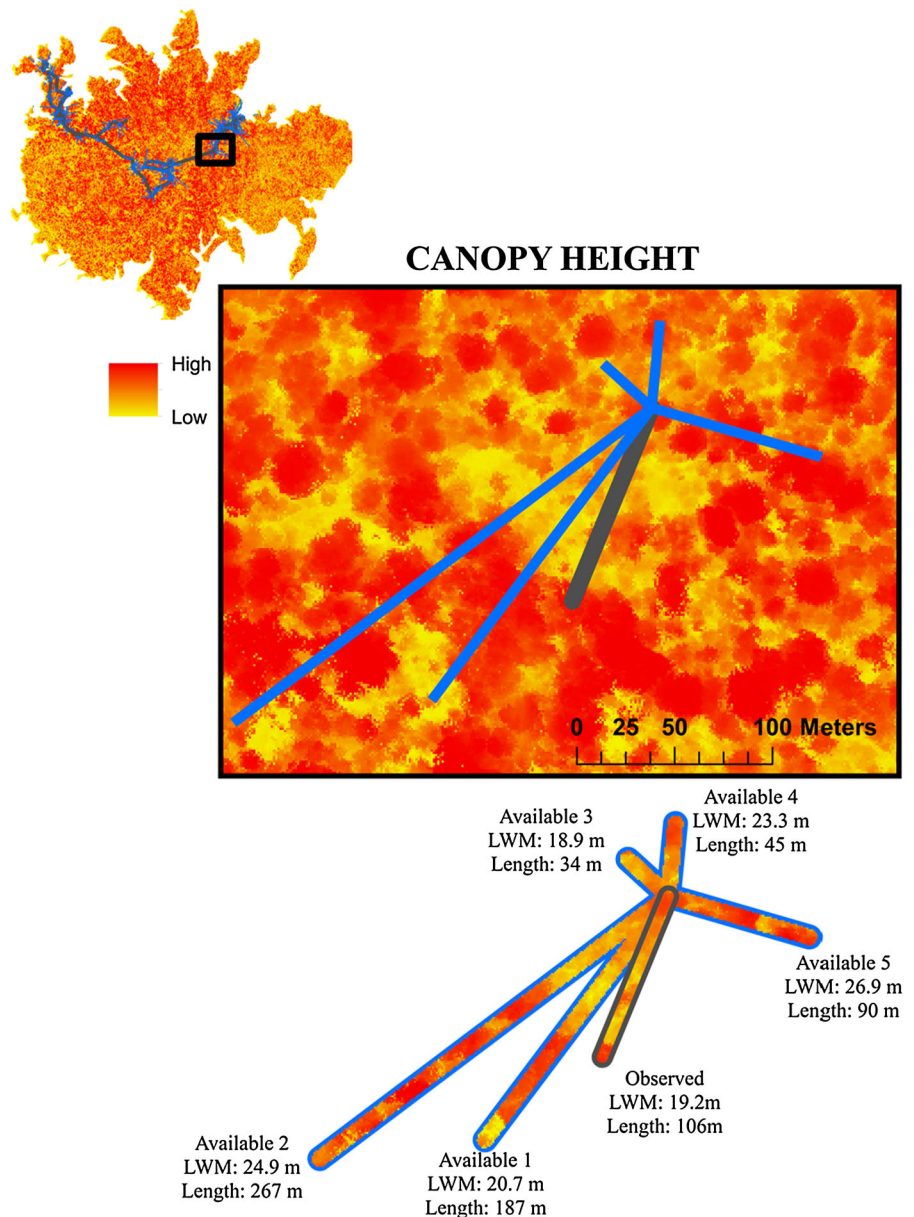 CANOPY HEIGHT
High
Low
0 25 50 100 Meters
Available 3
LWM: 18.9 m
Length: 34 m
Available 4
LWM: 23.3 m
Length: 45 m
Available 5
LWM: 26.9 m
Length: 90 m
Observed
LWM: 19.2m
Length: 106m
Available 2
LWM: 24.9 m
Length: 267 m
Available 1
LWM: 20.7 m
Length: 187 m